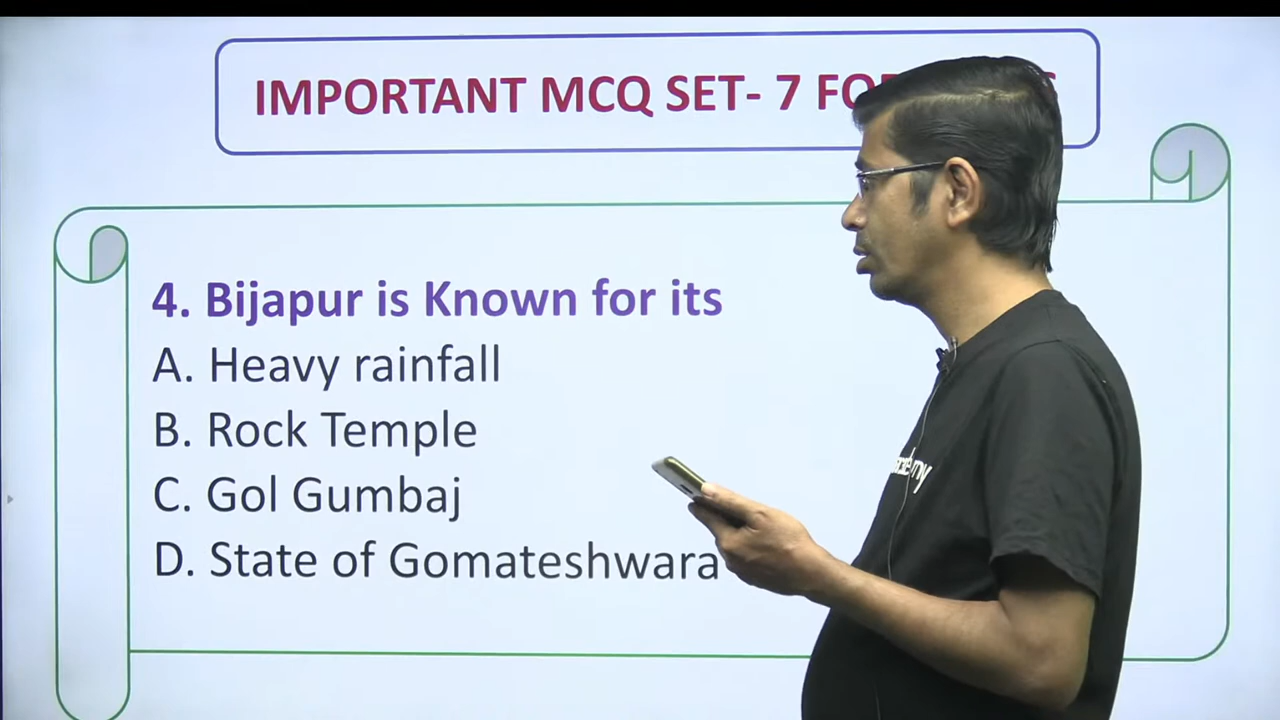 IMPORTANT MCQ SET- 7
4. Bijapur is Known for its
A. Heavy rainfall
B. Rock Temple
C. Gol Gumbaj
D. State of Gomateshwara